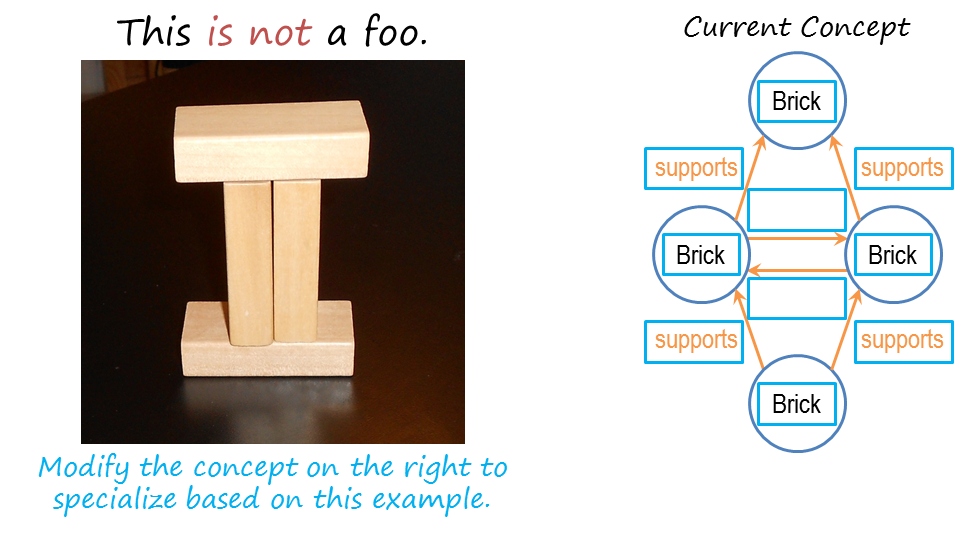 This is not a foo.
Current Concept
Brick
supports
supports
Brick
Brick
supports
supports
Brick
Modify the concept on the right to
specialize based on this example.